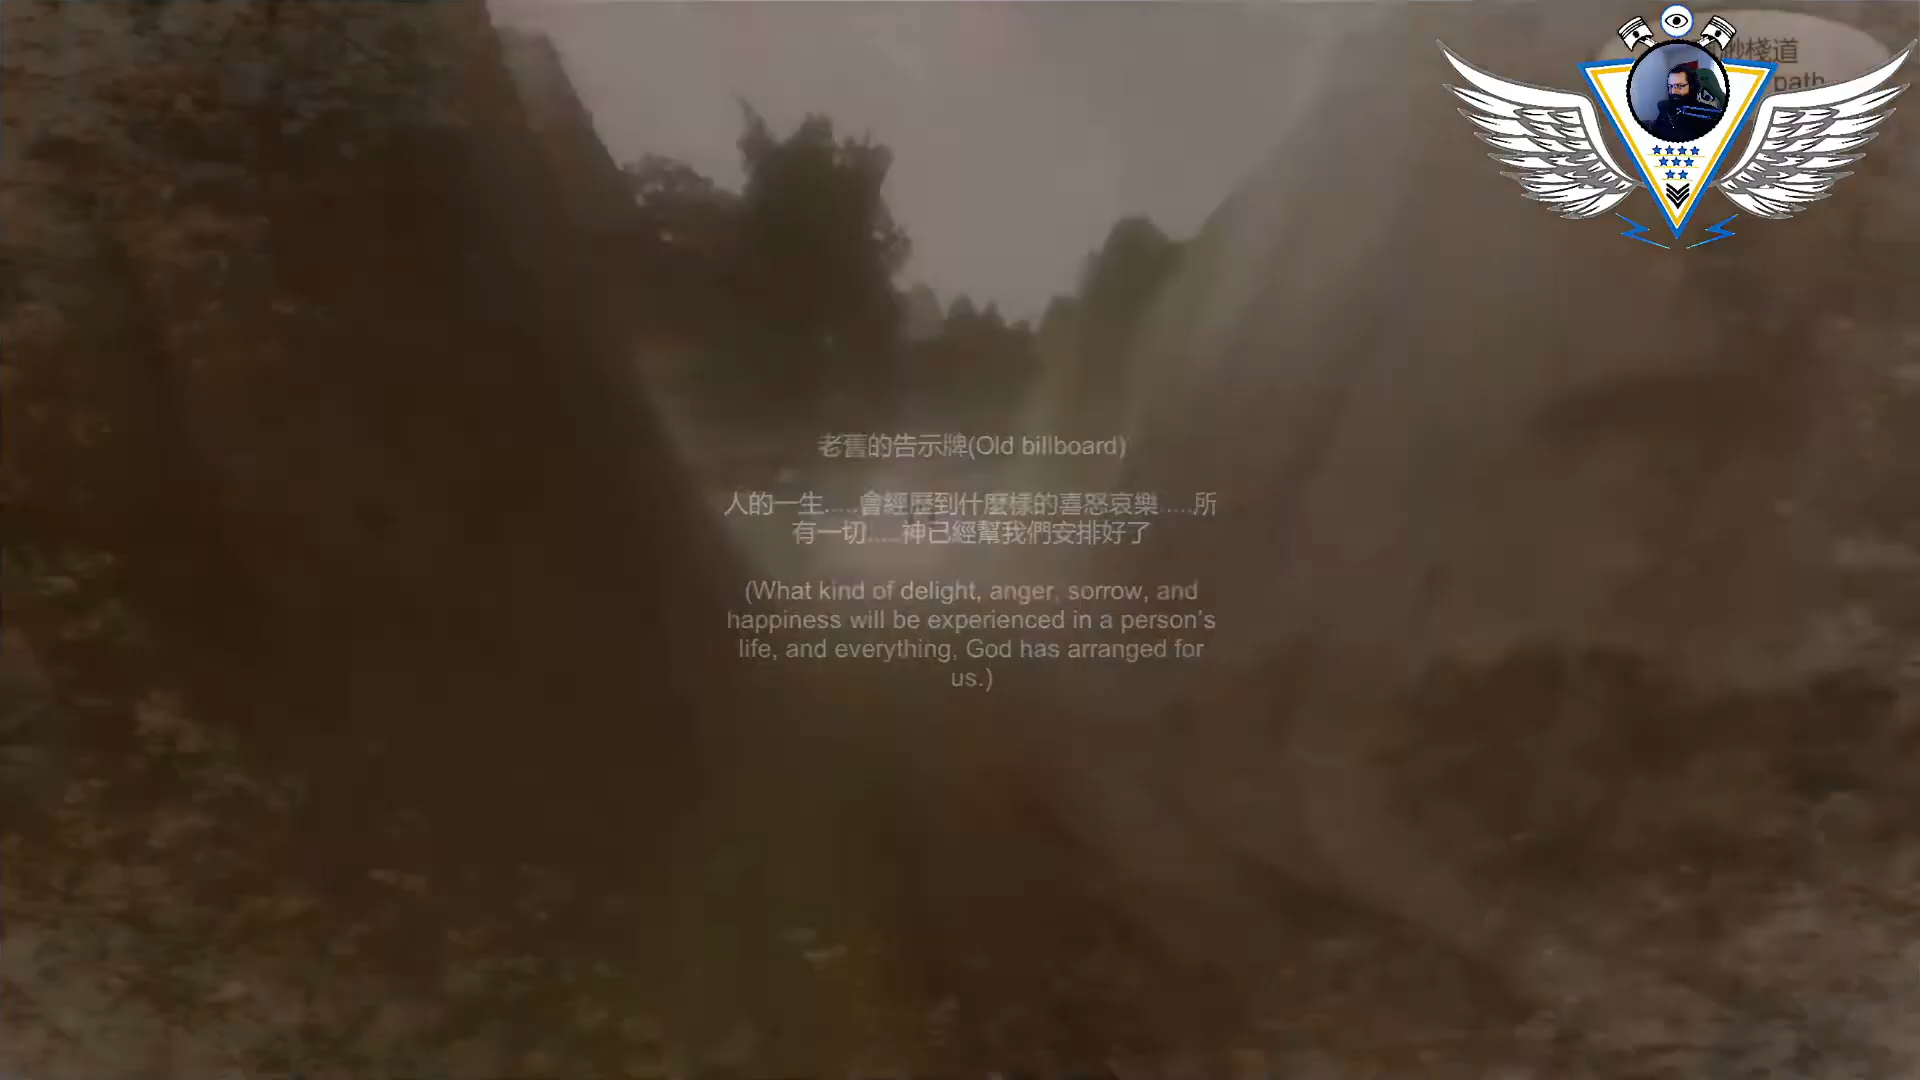 棧道
path
老舊的告示牌(Old billboard)
人的一生.....會經歷到什麼樣的喜怒哀樂.....所
有一切.....神已經幫我們安排好了
(What kind of delight, anger, sorrow, and
happiness will be experienced in a person's
life, and everything, God has arranged for
us.)